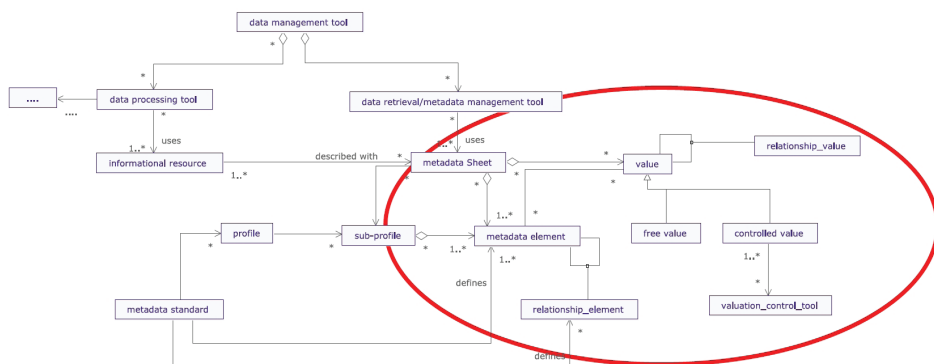 data management tool
*
*
*
....
data processing tool
data retrieval/metadata management tool
....
*
*
uses
uses
1..*
1..*
relationship_value
informational resource
described with
*
metadata Sheet
*
value
1..*
*
*
*
*
1..*
*
profile
sub-profile
metadata element
free value
controlled value
*
*
*
1..*
1..*
1..*
defines
*
metadata standard
relationship_element
valuation_control_tool
*
defines